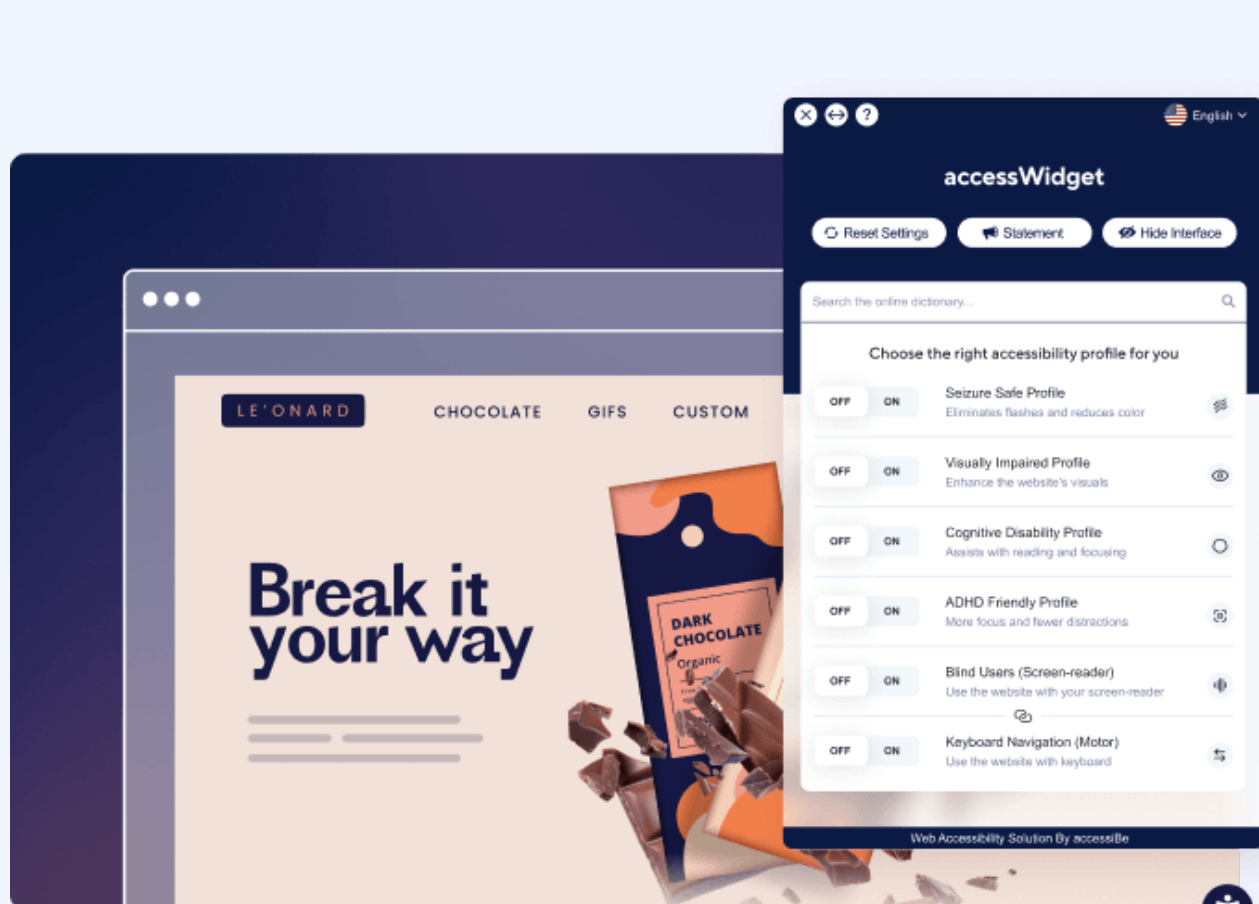 English
accessWidget
Reset Settings
Statement
Hide Interface
Search the online dictionary...
Choose the right accessibility profile for you
OFF ON Seizure Safe Profile
Eliminates flashes and reduces color
OFF ON Visually Impaired Profile
Enhance the website's visuals
OFF ON Cognitive Disability Profile
Assists with reading and focusing
OFF ON ADHD Friendly Profile
More focus and fewer distractions
OFF ON Blind Users (Screen-reader)
Use the website with your screen-reader
OFF ON Keyboard Navigation (Motor)
Use the website with keyboard
Web Accessibility Solution By accessiBe
LE'ONARD
CHOCOLATE
GIFS
CUSTOM
Break it
your way
DARK
CHOCOLATE
Organic